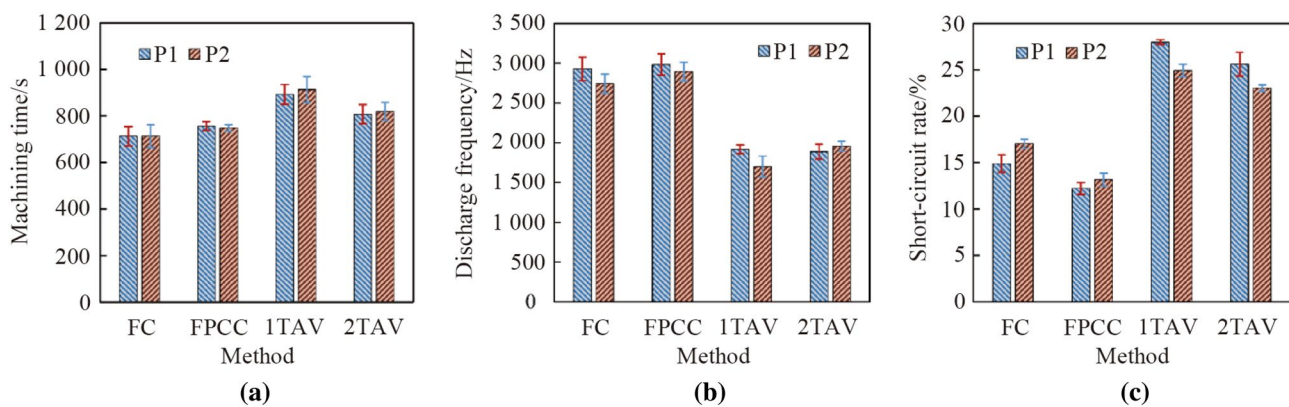 1 200
1 000
800
600
400
200
0
Machining time/s
P1 P2
FC FPCC 1TAV 2TAV
Method
(a)
3 500
3 000
2 500
2 000
1 500
1 000
500
0
Discharge frequency/Hz
P1 P2
FC FPCC 1TAV 2TAV
Method
(b)
30
25
20
15
10
5
0
Short-circuit rate/%
P1 P2
FC FPCC 1TAV 2TAV
Method
(c)